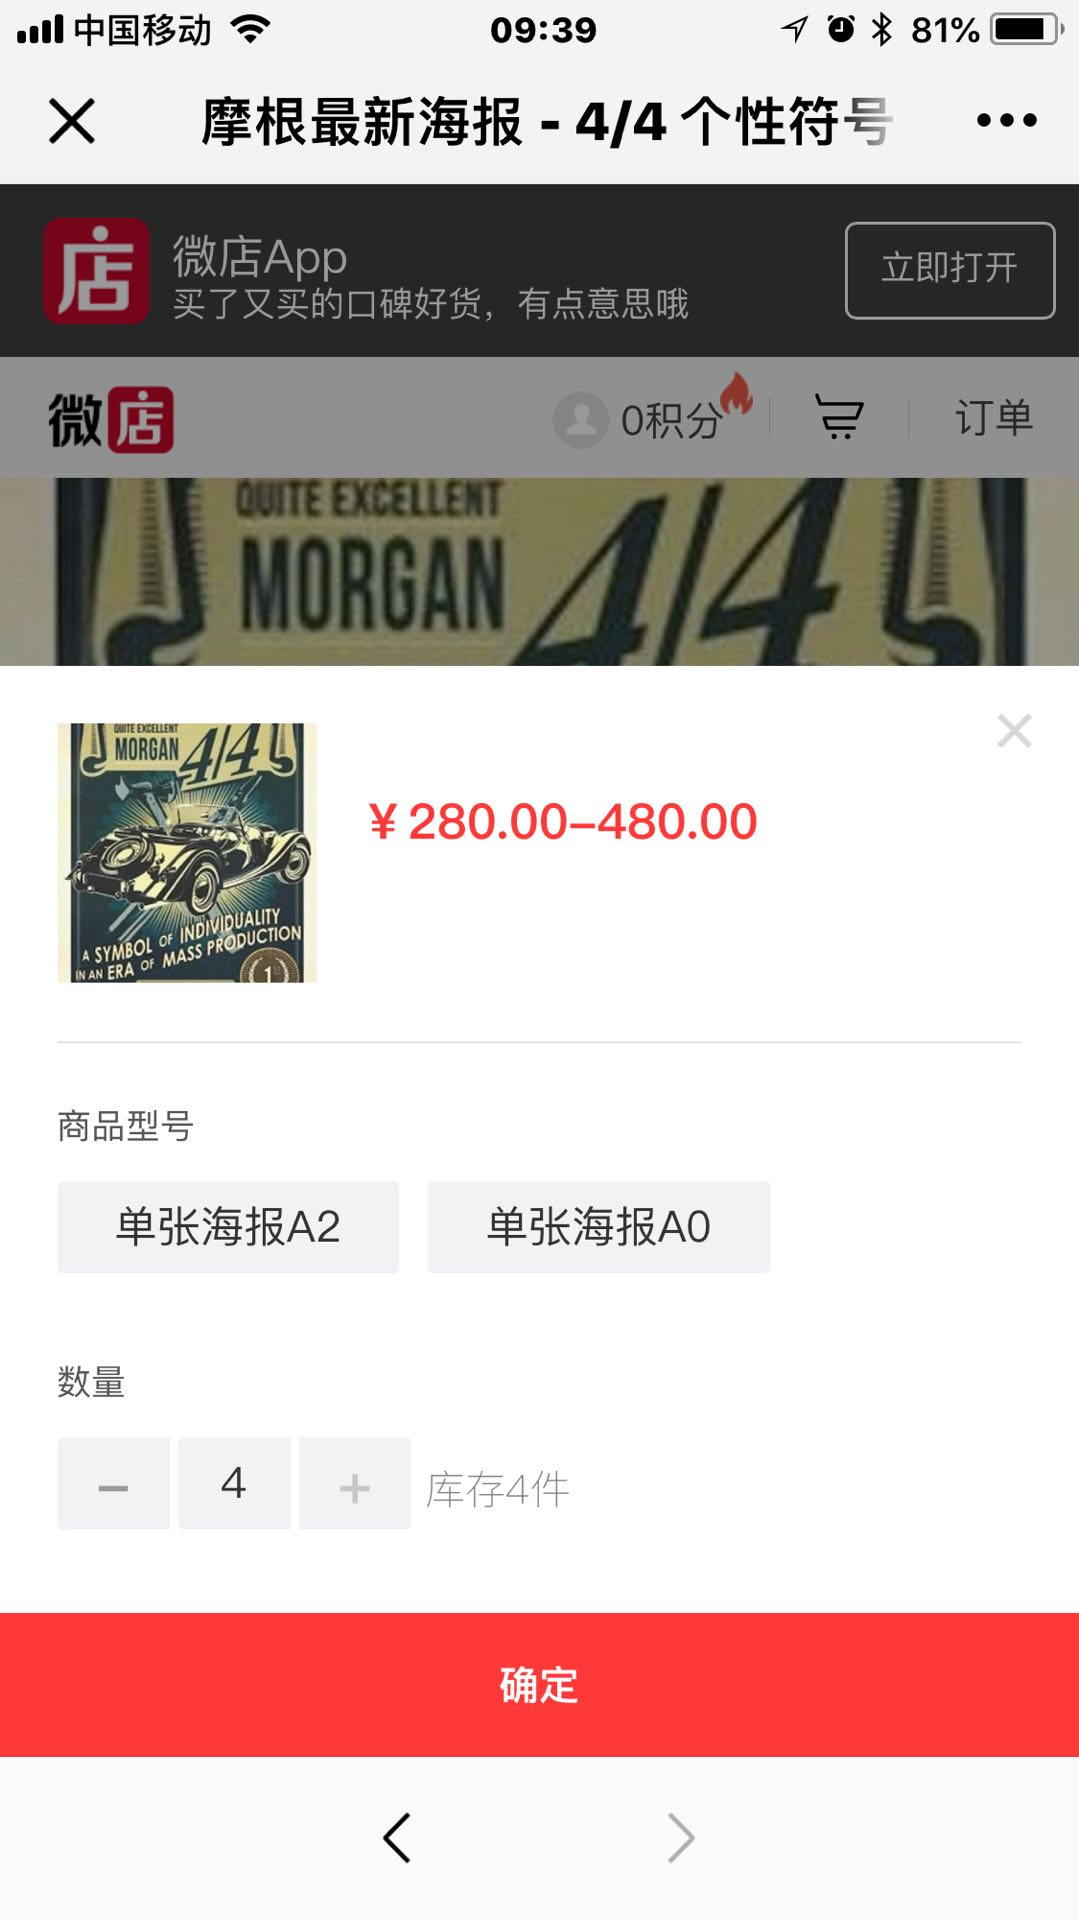 中国移动
09:39
81%
摩根最新海报 - 4/4 个性符号
店
微店App
买了又买的口碑好货，有点意思哦
立即打开
微店
0积分
订单
QUITE EXCELLENT
MORGAN
4/4
QUITE EXCELLENT
MORGAN
4/4
A SYMBOL OF INDIVIDUALITY
IN AN ERA OF MASS PRODUCTION
1
¥ 280.00–480.00
商品型号
单张海报A2
单张海报A0
数量
4
库存4件
确定